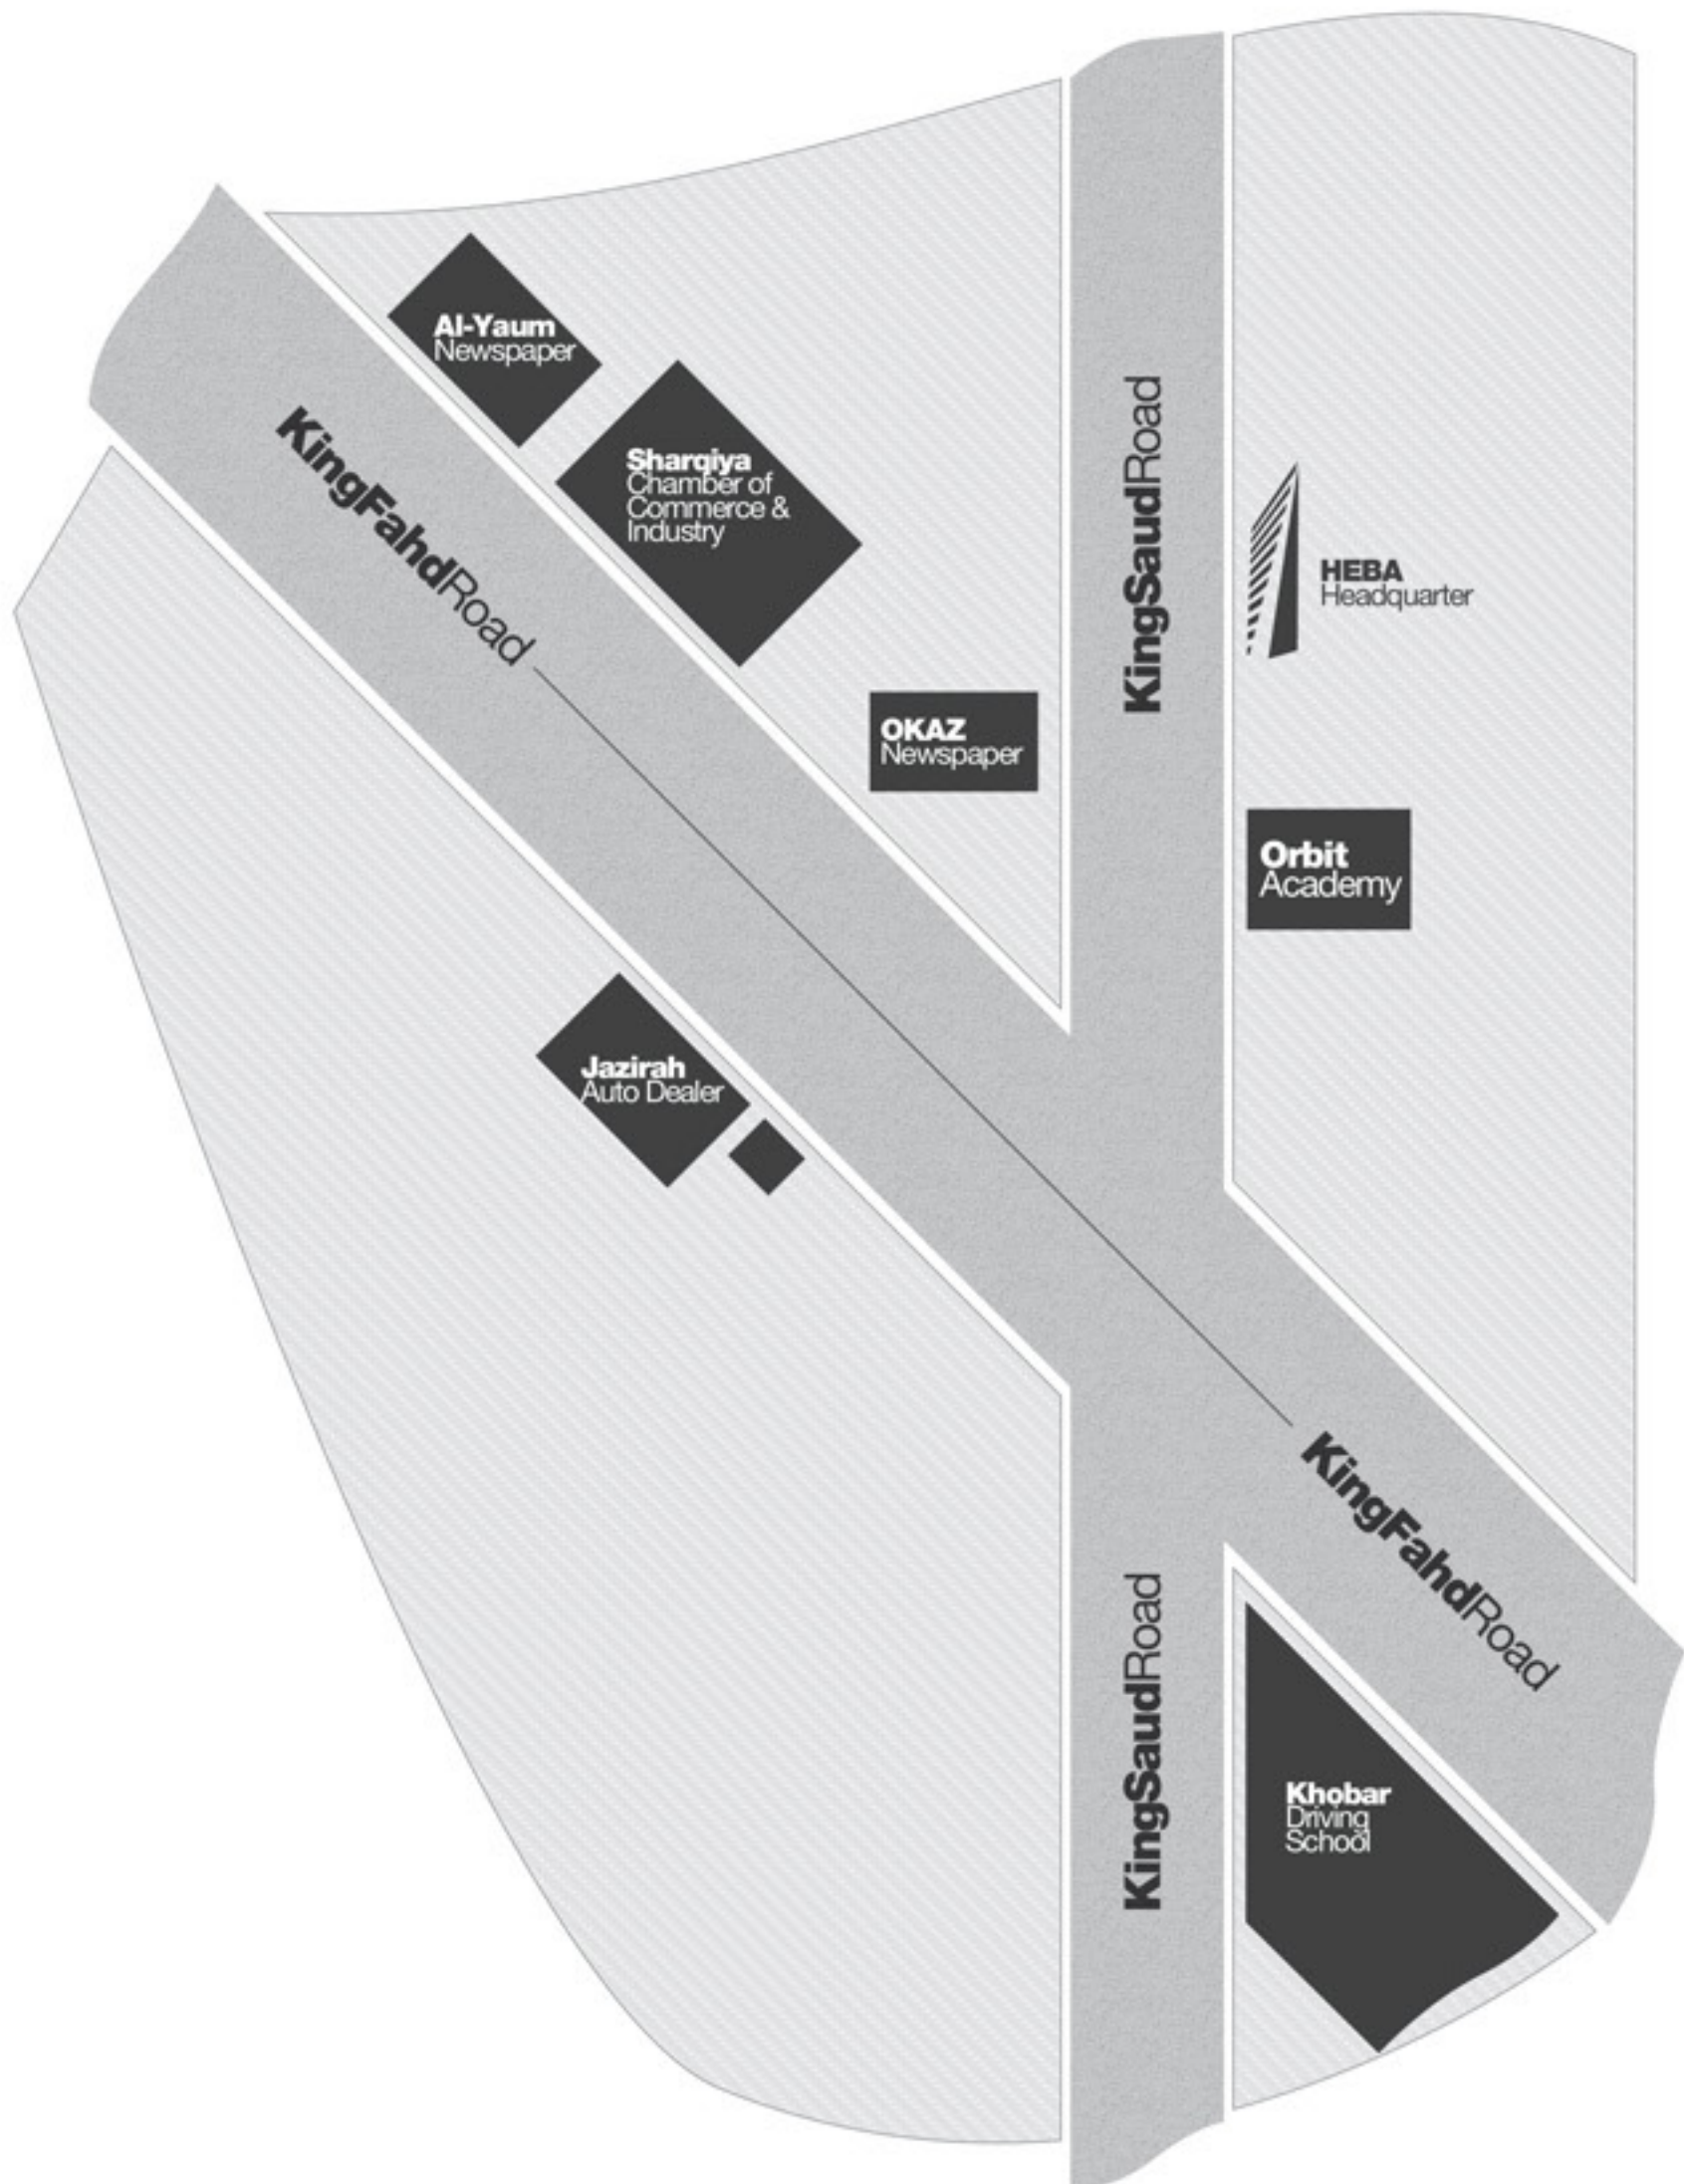 Al-Yaum
Newspaper
Sharqiya
Chamber of
Commerce &
Industry
KingFahdRoad
KingSaudRoad
HEBA
Headquarter
OKAZ
Newspaper
Orbit
Academy
Jazirah
Auto Dealer
KingFahdRoad
KingSaudRoad
Khobar
Driving
School